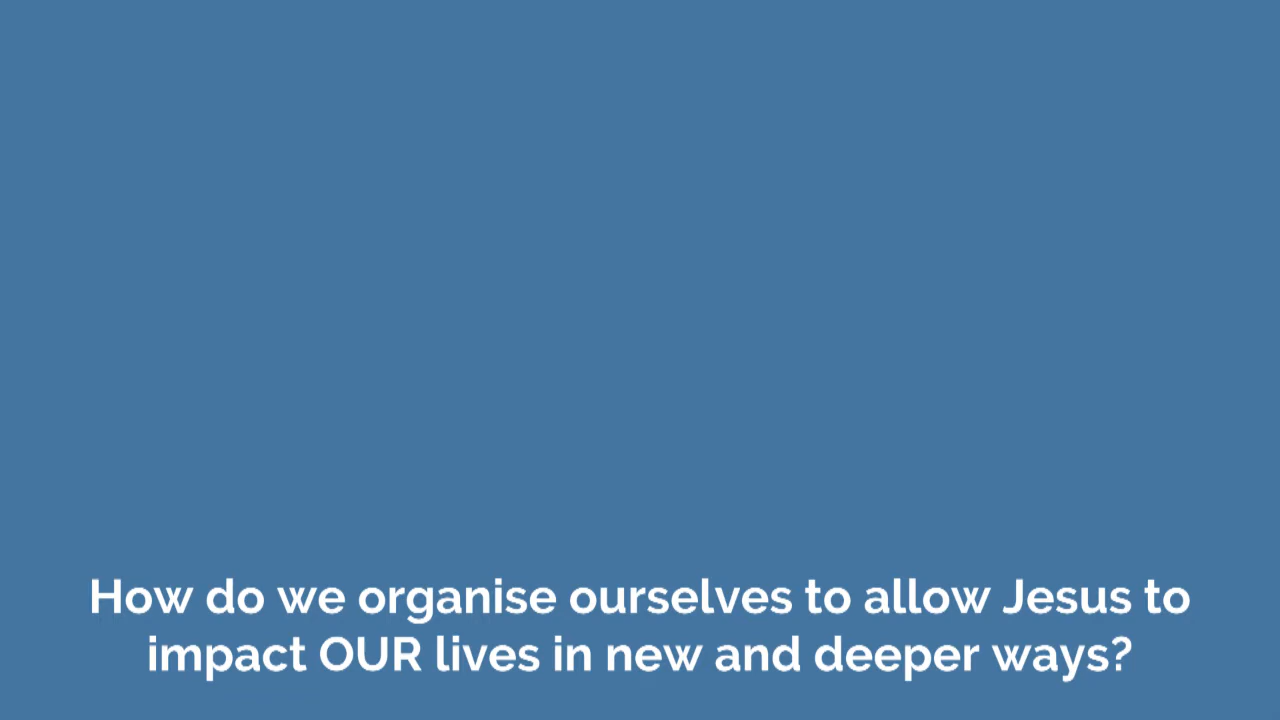 How do we organise ourselves to allow Jesus to
impact OUR lives in new and deeper ways?